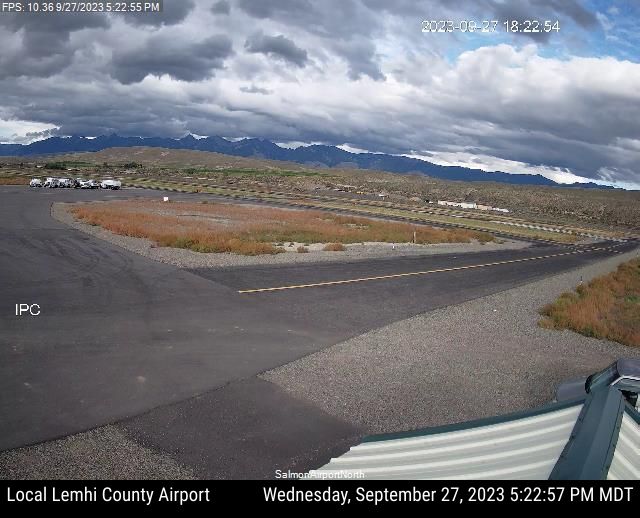 FPS: 10.36 9/27/2023 5:22:55 PM
2023-09-27 18:22:54
IPC
SalmonAirportNorth
Local Lemhi County Airport Wednesday, September 27, 2023 5:22:57 PM MDT